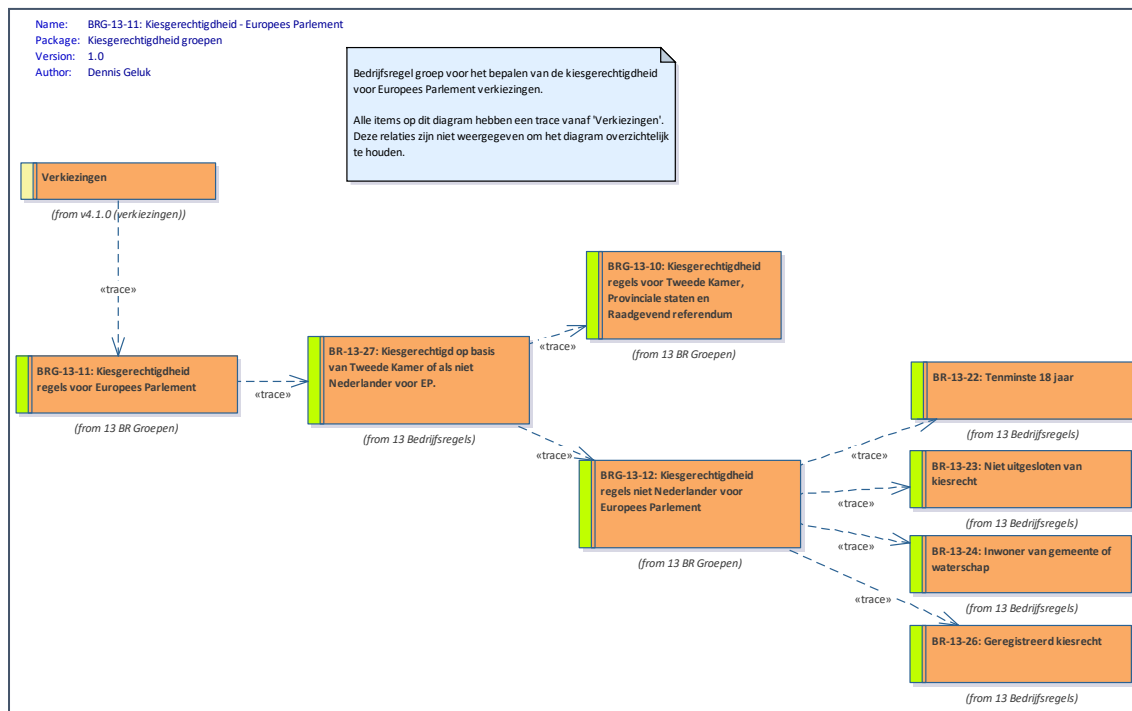 Name: BRG-13-11: Kiesgerechtigdheid - Europees Parlement
Package: Kiesgerechtigdheid groepen
Version: 1.0
Author: Dennis Geluk
Bedrijfsregel groep voor het bepalen van de kiesgerechtigdheid
voor Europees Parlement verkiezingen.
Alle items op dit diagram hebben een trace vanaf 'Verkiezingen'.
Deze relaties zijn niet weergegeven om het diagram overzichtelijk
te houden.
Verkiezingen
(from v4.1.0 (verkiezingen))
«trace»
BRG-13-11: Kiesgerechtigdheid
regels voor Europees Parlement
(from 13 BR Groepen)
«trace»
BR-13-27: Kiesgerechtigd op basis
van Tweede Kamer of als niet
Nederlander voor EP.
(from 13 Bedrijfsregels)
«trace»
BRG-13-10: Kiesgerechtigdheid
regels voor Tweede Kamer,
Provinciale staten en
Raadgevend referendum
(from 13 BR Groepen)
«trace»
BRG-13-12: Kiesgerechtigdheid
regels niet Nederlander voor
Europees Parlement
(from 13 BR Groepen)
«trace»
BR-13-22: Tenminste 18 jaar
(from 13 Bedrijfsregels)
«trace»
BR-13-23: Niet uitgesloten van
kiesrecht
(from 13 Bedrijfsregels)
«trace»
BR-13-24: Inwoner van gemeente of
waterschap
(from 13 Bedrijfsregels)
«trace»
BR-13-26: Geregistreerd kiesrecht
(from 13 Bedrijfsregels)